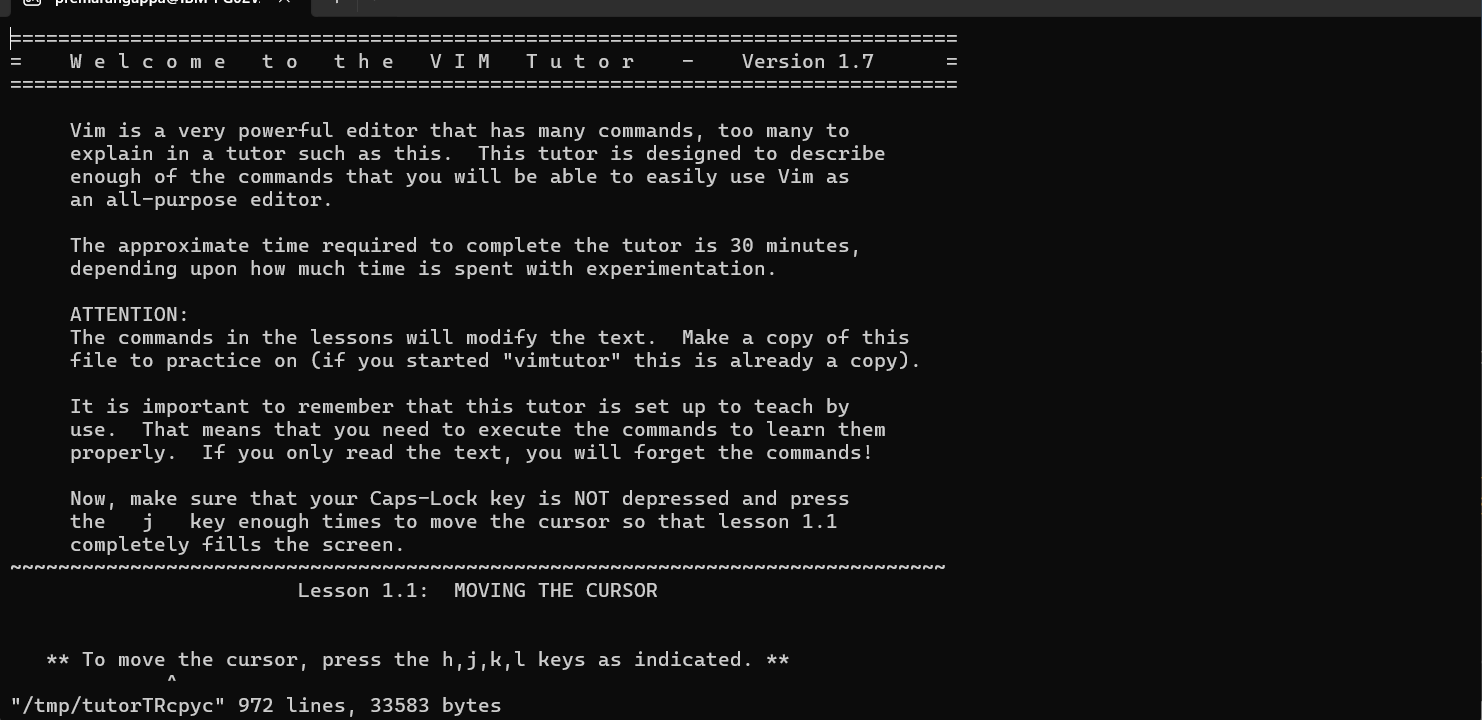 ==============================================================================
=    W e l c o m e   t o   t h e   V I M   T u t o r    -    Version 1.7      =
==============================================================================

     Vim is a very powerful editor that has many commands, too many to
     explain in a tutor such as this.  This tutor is designed to describe
     enough of the commands that you will be able to easily use Vim as
     an all-purpose editor.

     The approximate time required to complete the tutor is 30 minutes,
     depending upon how much time is spent with experimentation.

     ATTENTION:
     The commands in the lessons will modify the text.  Make a copy of this
     file to practice on (if you started "vimtutor" this is already a copy).

     It is important to remember that this tutor is set up to teach by
     use.  That means that you need to execute the commands to learn them
     properly.  If you only read the text, you will forget the commands!

     Now, make sure that your Caps-Lock key is NOT depressed and press
     the   j   key enough times to move the cursor so that lesson 1.1
     completely fills the screen.
~~~~~~~~~~~~~~~~~~~~~~~~~~~~~~~~~~~~~~~~~~~~~~~~~~~~~~~~~~~~~~~~~~~~~~~~~~~~~~
                        Lesson 1.1:  MOVING THE CURSOR


   ** To move the cursor, press the h,j,k,l keys as indicated. **
             ^
"/tmp/tutorTRcpyc" 972 lines, 33583 bytes